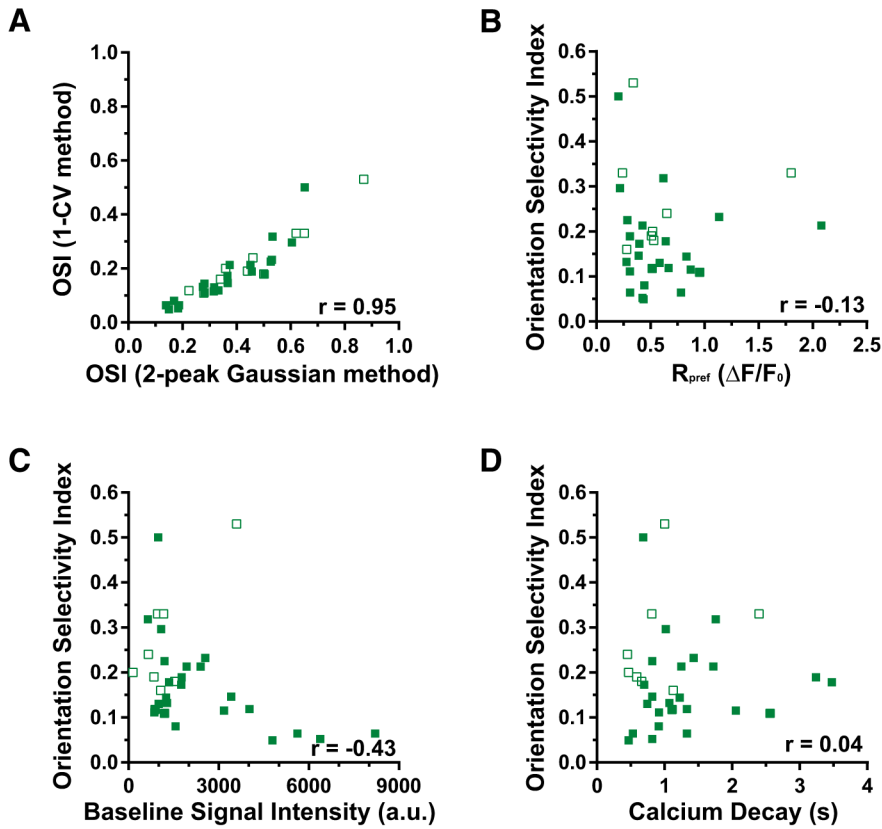 A
OSI (1-CV method)
1.0
0.8
0.6
0.4
0.2
0.0
r = 0.95
0.0 0.2 0.4 0.6 0.8 1.0
OSI (2-peak Gaussian method)
B
Orientation Selectivity Index
0.6
0.5
0.4
0.3
0.2
0.1
0.0
r = -0.13
0.0 0.5 1.0 1.5 2.0 2.5
Rpref (ΔF/F0)
C
Orientation Selectivity Index
0.6
0.5
0.4
0.3
0.2
0.1
0.0
r = -0.43
0 3000 6000 9000
Baseline Signal Intensity (a.u.)
D
Orientation Selectivity Index
0.6
0.5
0.4
0.3
0.2
0.1
0.0
r = 0.04
0 1 2 3 4
Calcium Decay (s)